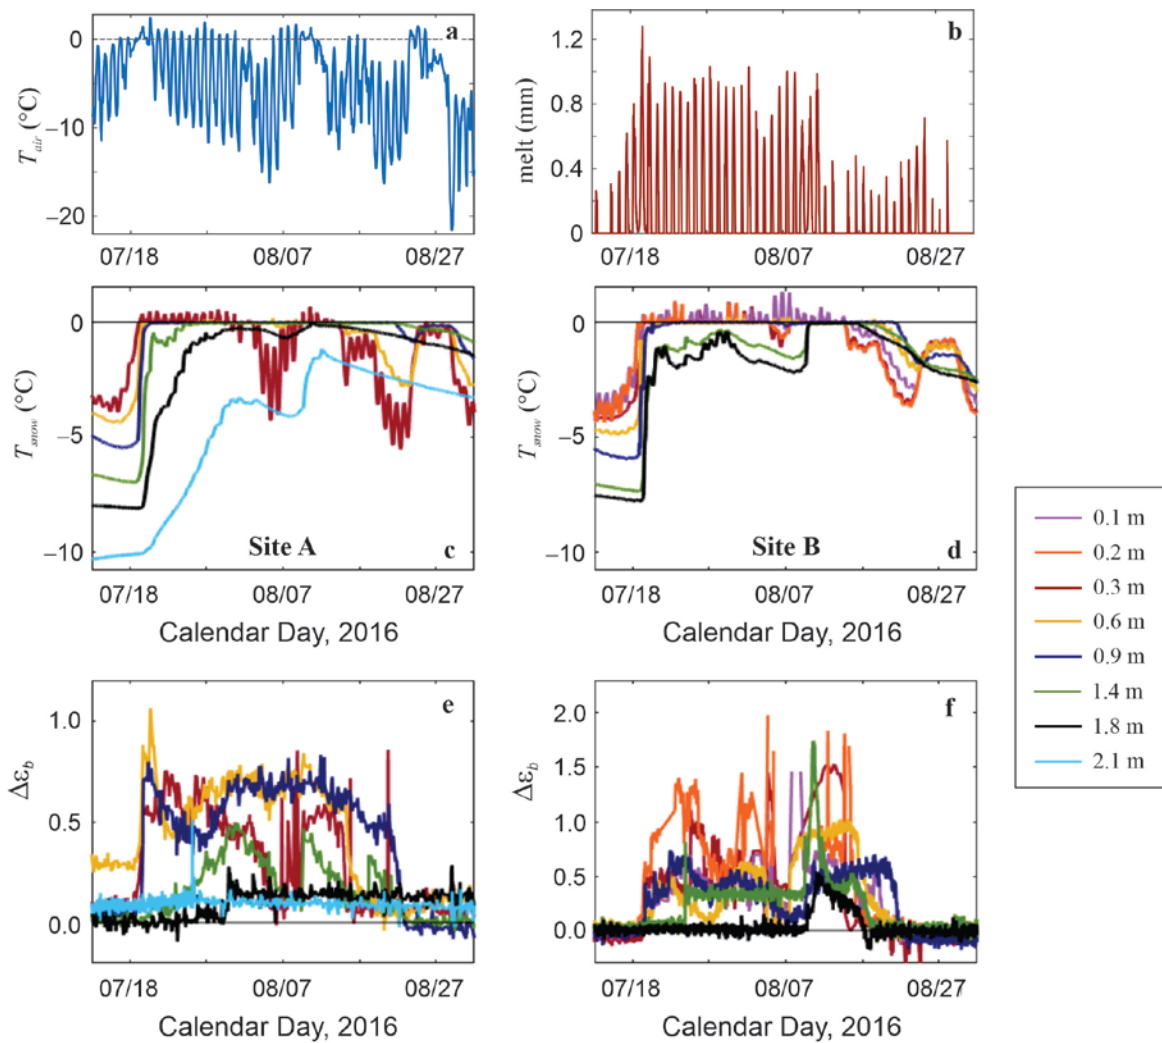 a
0
−10
−20
T_air (°C)
07/18 08/07 08/27
b
1.2
0.8
0.4
0
melt (mm)
07/18 08/07 08/27
0
−5
−10
T_snow (°C)
Site A
c
07/18 08/07 08/27
Calendar Day, 2016
0
−5
−10
T_snow (°C)
Site B
d
07/18 08/07 08/27
Calendar Day, 2016
0.1 m
0.2 m
0.3 m
0.6 m
0.9 m
1.4 m
1.8 m
2.1 m
e
1.0
0.5
0.0
Δε_b
07/18 08/07 08/27
Calendar Day, 2016
f
2.0
1.5
1.0
0.5
0.0
Δε_b
07/18 08/07 08/27
Calendar Day, 2016